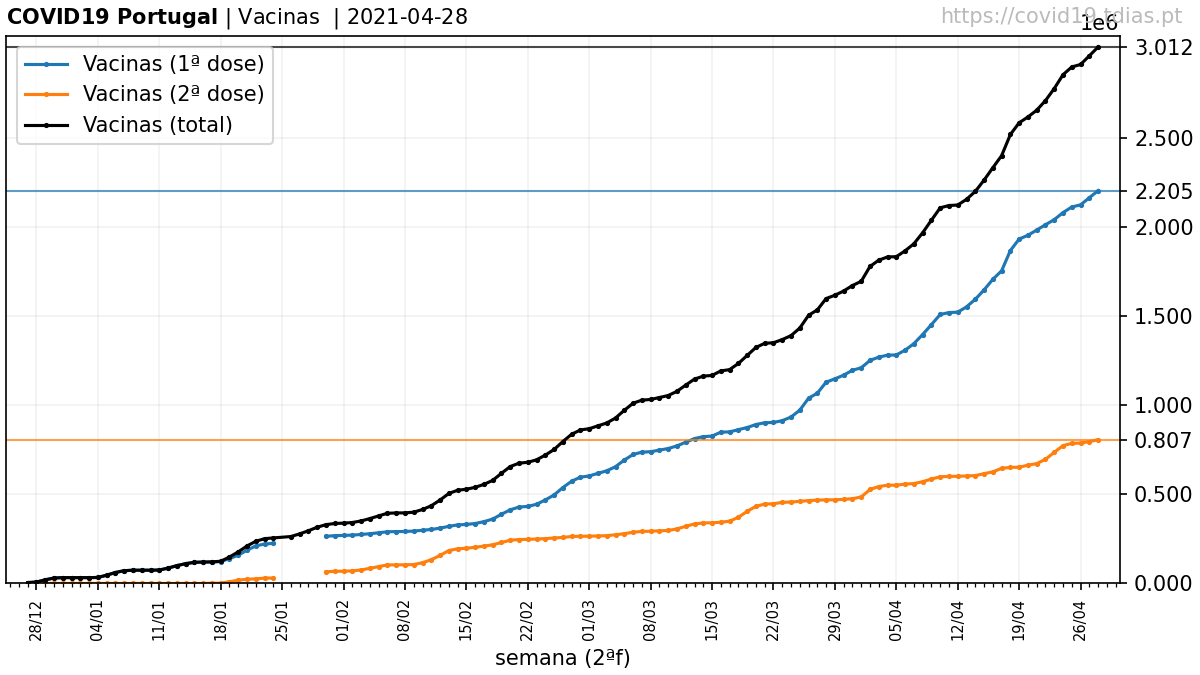 COVID19 Portugal | Vacinas | 2021-04-28
https://covid19.tdias.pt
1e6
Vacinas (1ª dose)
Vacinas (2ª dose)
Vacinas (total)
3.012
2.500
2.205
2.000
1.500
1.000
0.807
0.500
0.000
28/12 04/01 11/01 18/01 25/01 01/02 08/02 15/02 22/02 01/03 08/03 15/03 22/03 29/03 05/04 12/04 19/04 26/04
semana (2ªf)